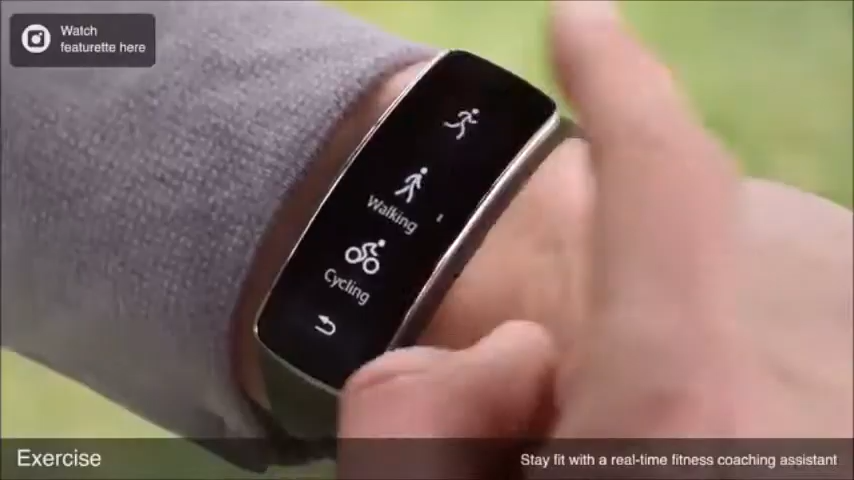 Watch
featurette here
Walking
Cycling
Exercise
Stay fit with a real-time fitness coaching assistant